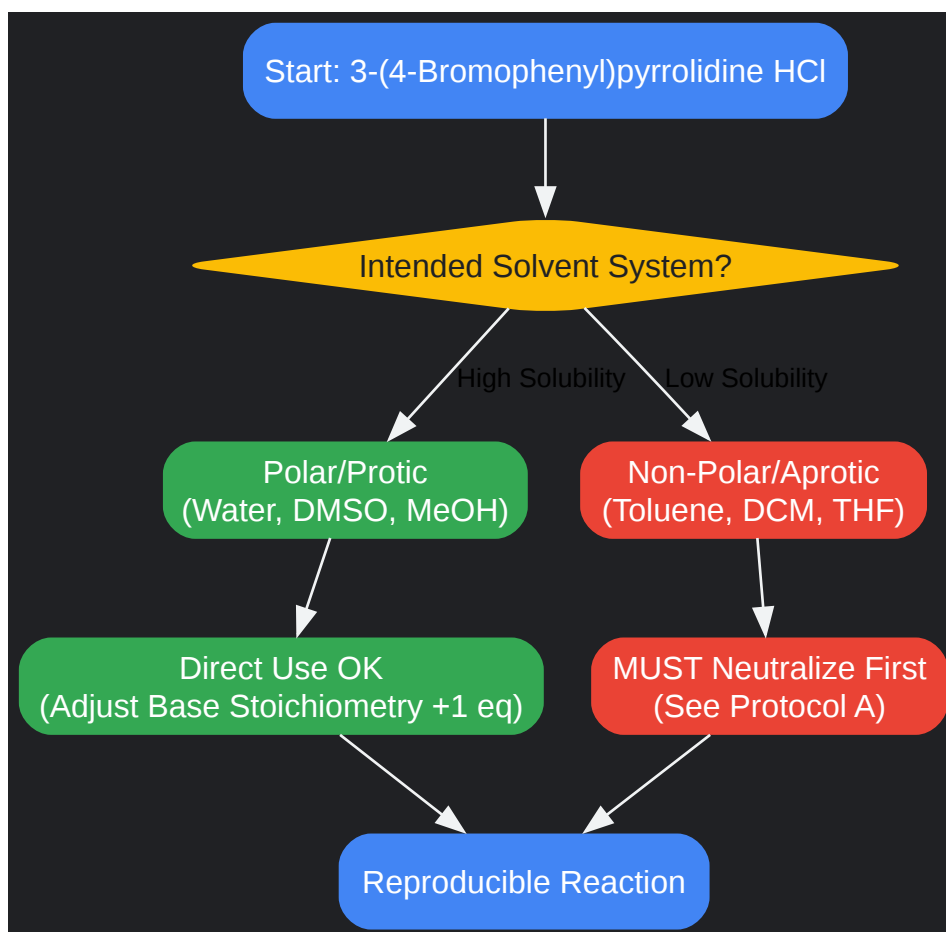 Start: 3-(4-Bromophenyl)pyrrolidine HCl
Intended Solvent System?
High Solubility
Low Solubility
Polar/Protic
(Water, DMSO, MeOH)
Non-Polar/Aprotic
(Toluene, DCM, THF)
Direct Use OK
(Adjust Base Stoichiometry +1 eq)
MUST Neutralize First
(See Protocol A)
Reproducible Reaction